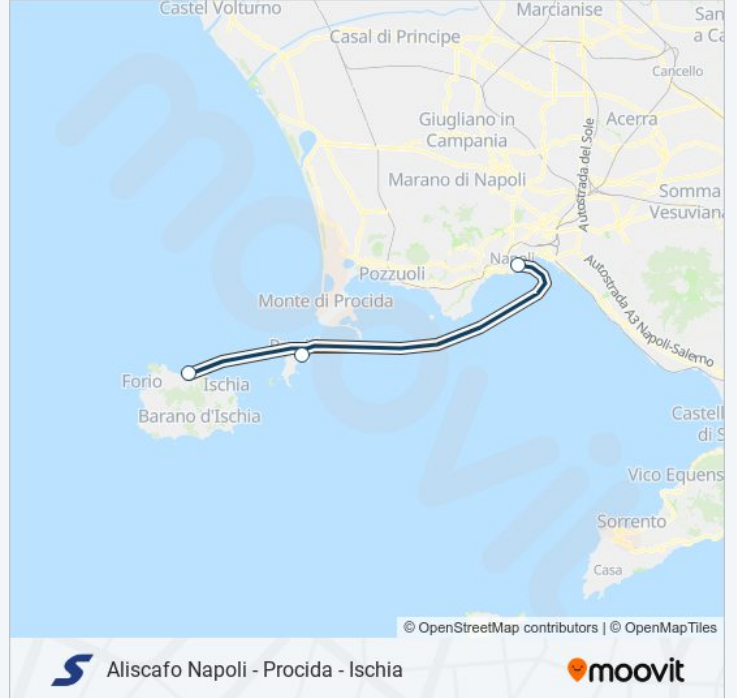 Castel Volturno
Marcianise
San
a Ca
Casal di Principe
Cancello
Giugliano in
Campania
Acerra
Autostrada del Sole
Marano di Napoli
Somma
Vesuviana
Napoli
Pozzuoli
Autostrada A3 Napoli-Salerno
Monte di Procida
P
Forio
Ischia
Barano d'Ischia
Castell
di S
Vico Equens
Sorrento
Casa
moovit
© OpenStreetMap contributors | © OpenMapTiles
Aliscafo Napoli - Procida - Ischia
moovit